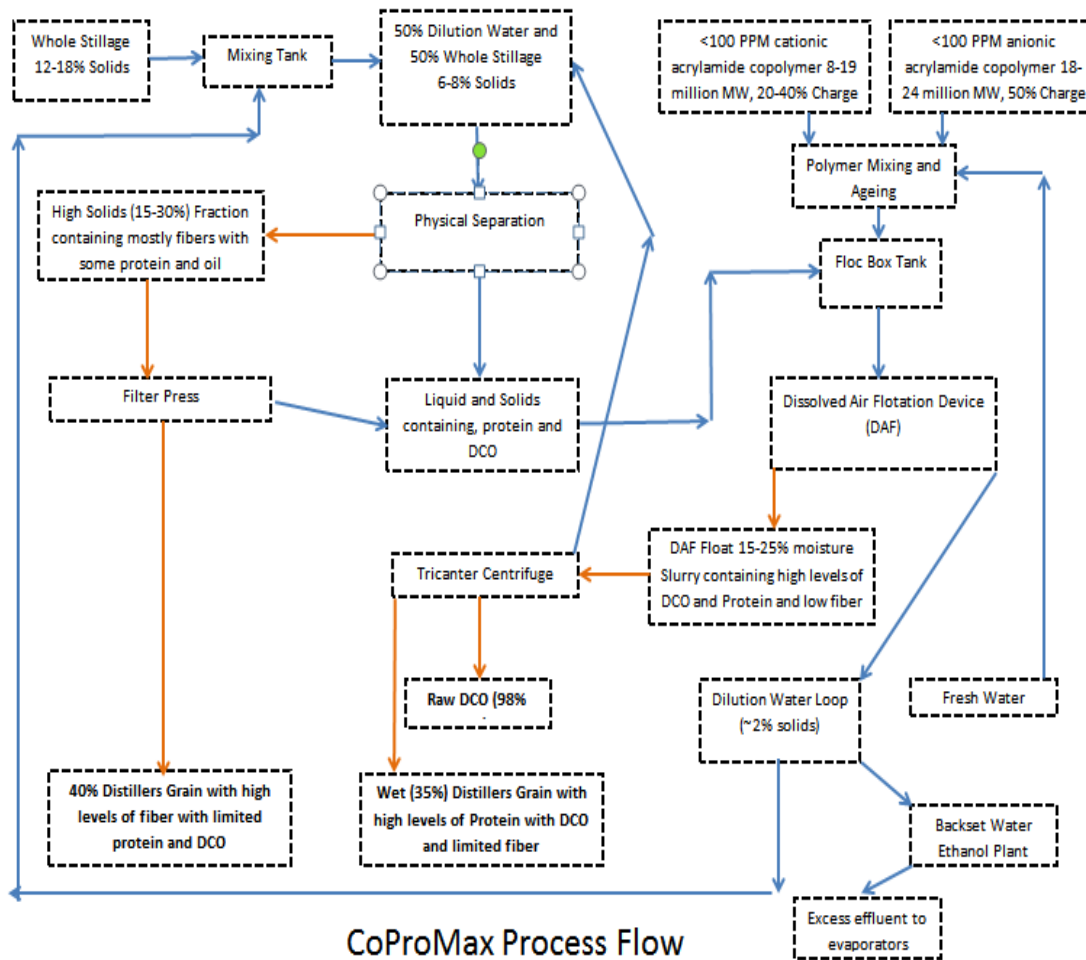 Whole Stillage
12-18% Solids
Mixing Tank
50% Dilution Water and
50% Whole Stillage
6-8% Solids
<100 PPM cationic
acrylamide copolymer 8-19
million MW, 20-40% Charge
<100 PPM anionic
acrylamide copolymer 18-
24 million MW, 50% Charge
Polymer Mixing and
Ageing
High Solids (15-30%) Fraction
containing mostly fibers with
some protein and oil
Physical Separation
Floc Box Tank
Filter Press
Liquid and Solids
containing, protein and
DCO
Dissolved Air Flotation Device
(DAF)
Tricanter Centrifuge
DAF Float 15-25% moisture
Slurry containing high levels of
DCO and Protein and low fiber
Raw DCO (98%
Dilution Water Loop
(~2% solids)
Fresh Water
40% Distillers Grain with high
levels of fiber with limited
protein and DCO
Wet (35%) Distillers Grain with
high levels of Protein with DCO
and limited fiber
Backset Water
Ethanol Plant
Excess effluent to
evaporators
CoProMax Process Flow